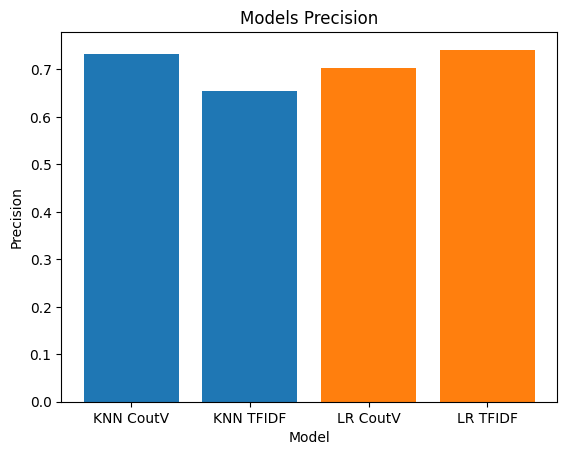 Models Precision
Precision
0.7
0.6
0.5
0.4
0.3
0.2
0.1
0.0
KNN CoutV KNN TFIDF LR CoutV LR TFIDF
Model